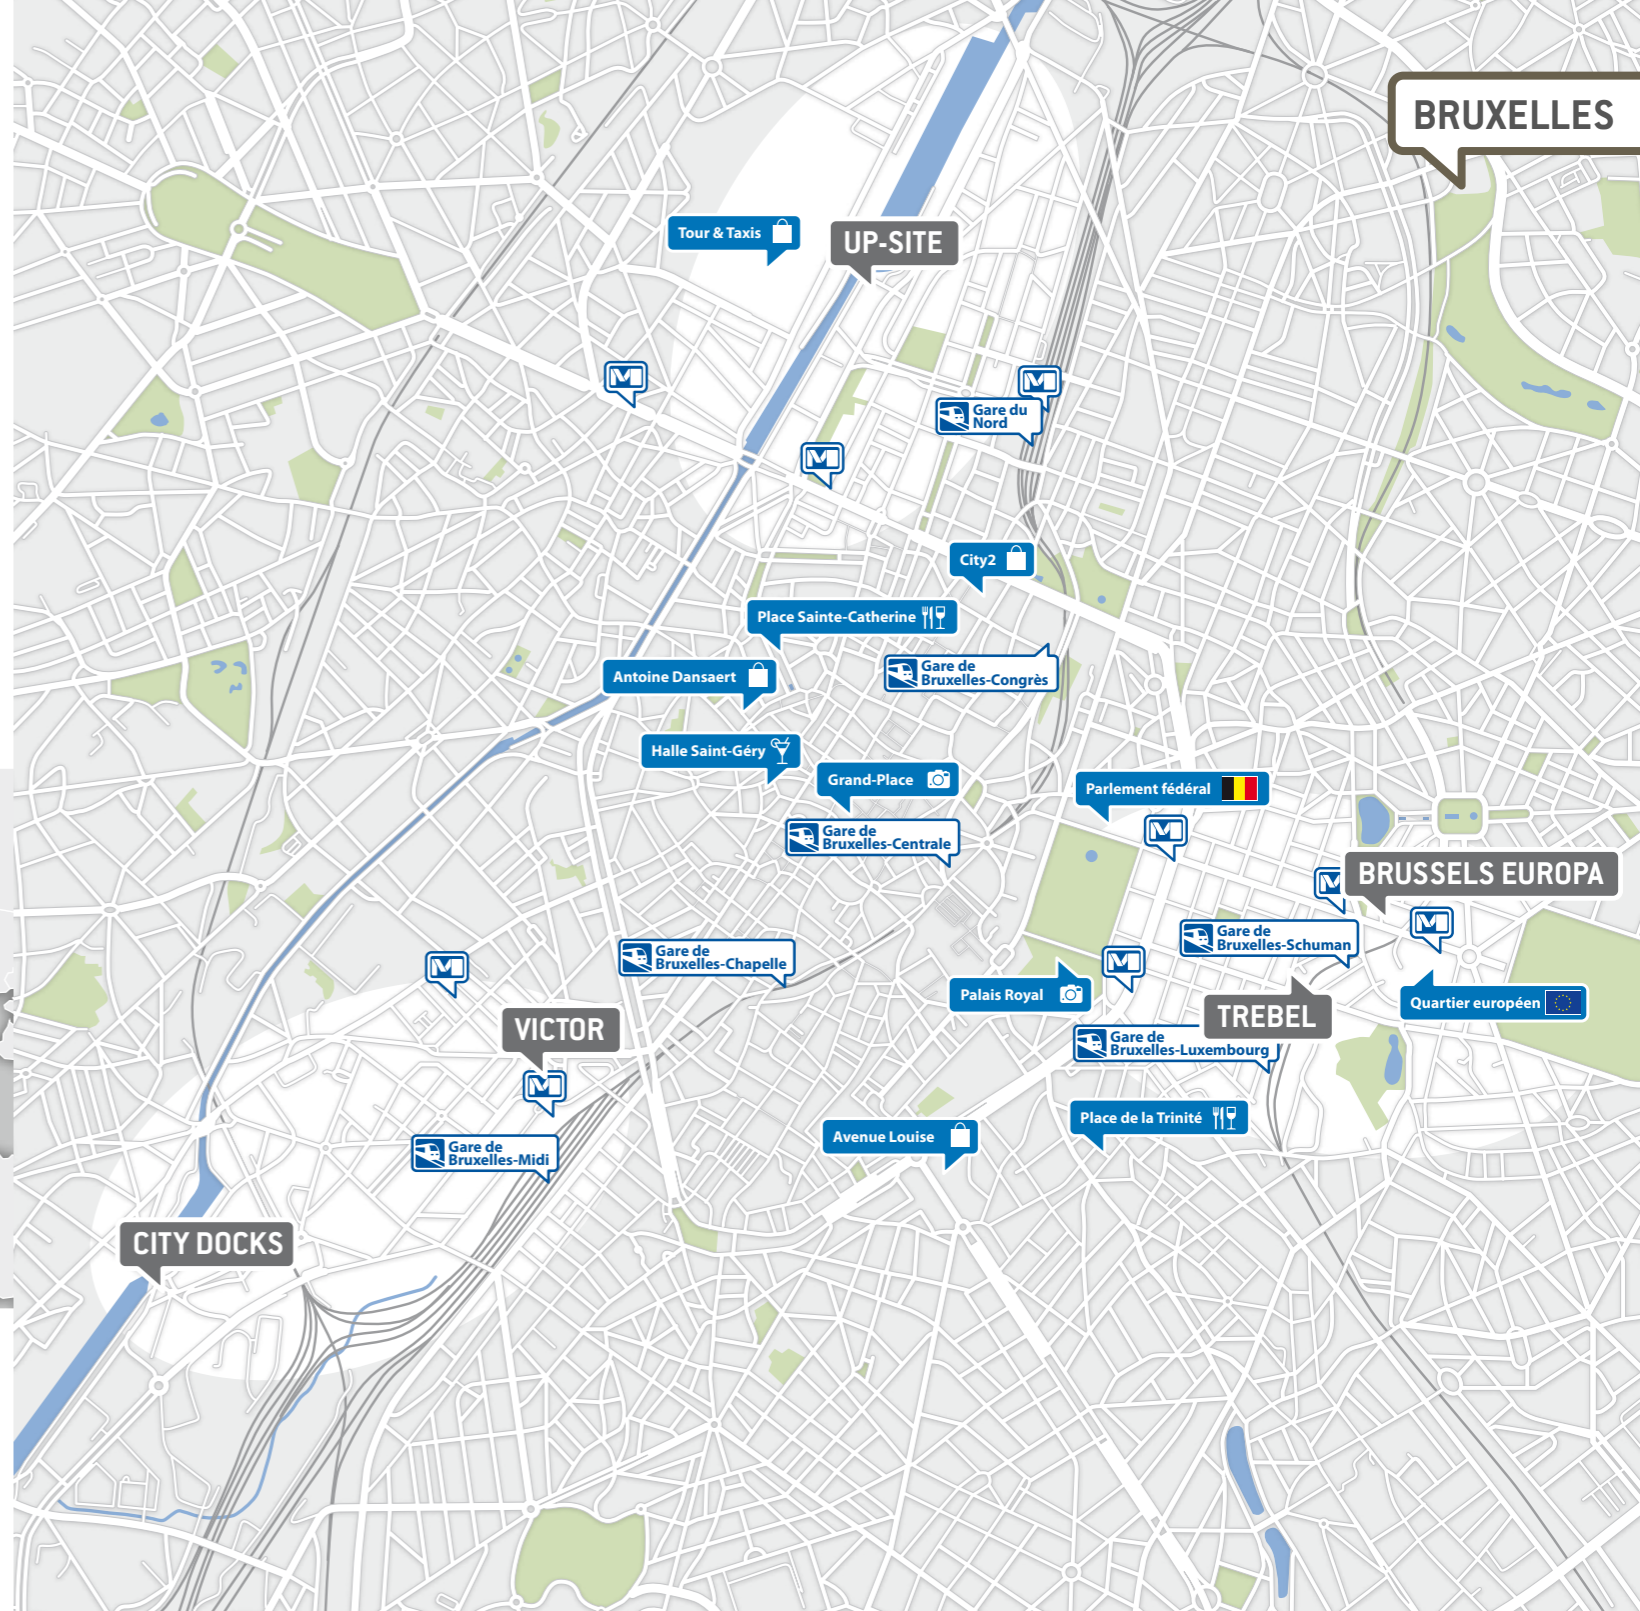 BRUXELLES
Tour & Taxis
UP-SITE
M
M
Gare du
Nord
M
City2
Place Sainte-Catherine
Gare de
Bruxelles-Congrès
Antoine Dansaert
Halle Saint-Géry
Grand-Place
Parlement fédéral
Gare de
Bruxelles-Centrale
M
BRUSSELS EUROPA
M
M
Gare de
Bruxelles-Schuman
Gare de
Bruxelles-Chapelle
M
M
Palais Royal
Quartier européen
TREBEL
VICTOR
Gare de
Bruxelles-Luxembourg
M
Place de la Trinité
Avenue Louise
Gare de
Bruxelles-Midi
CITY DOCKS